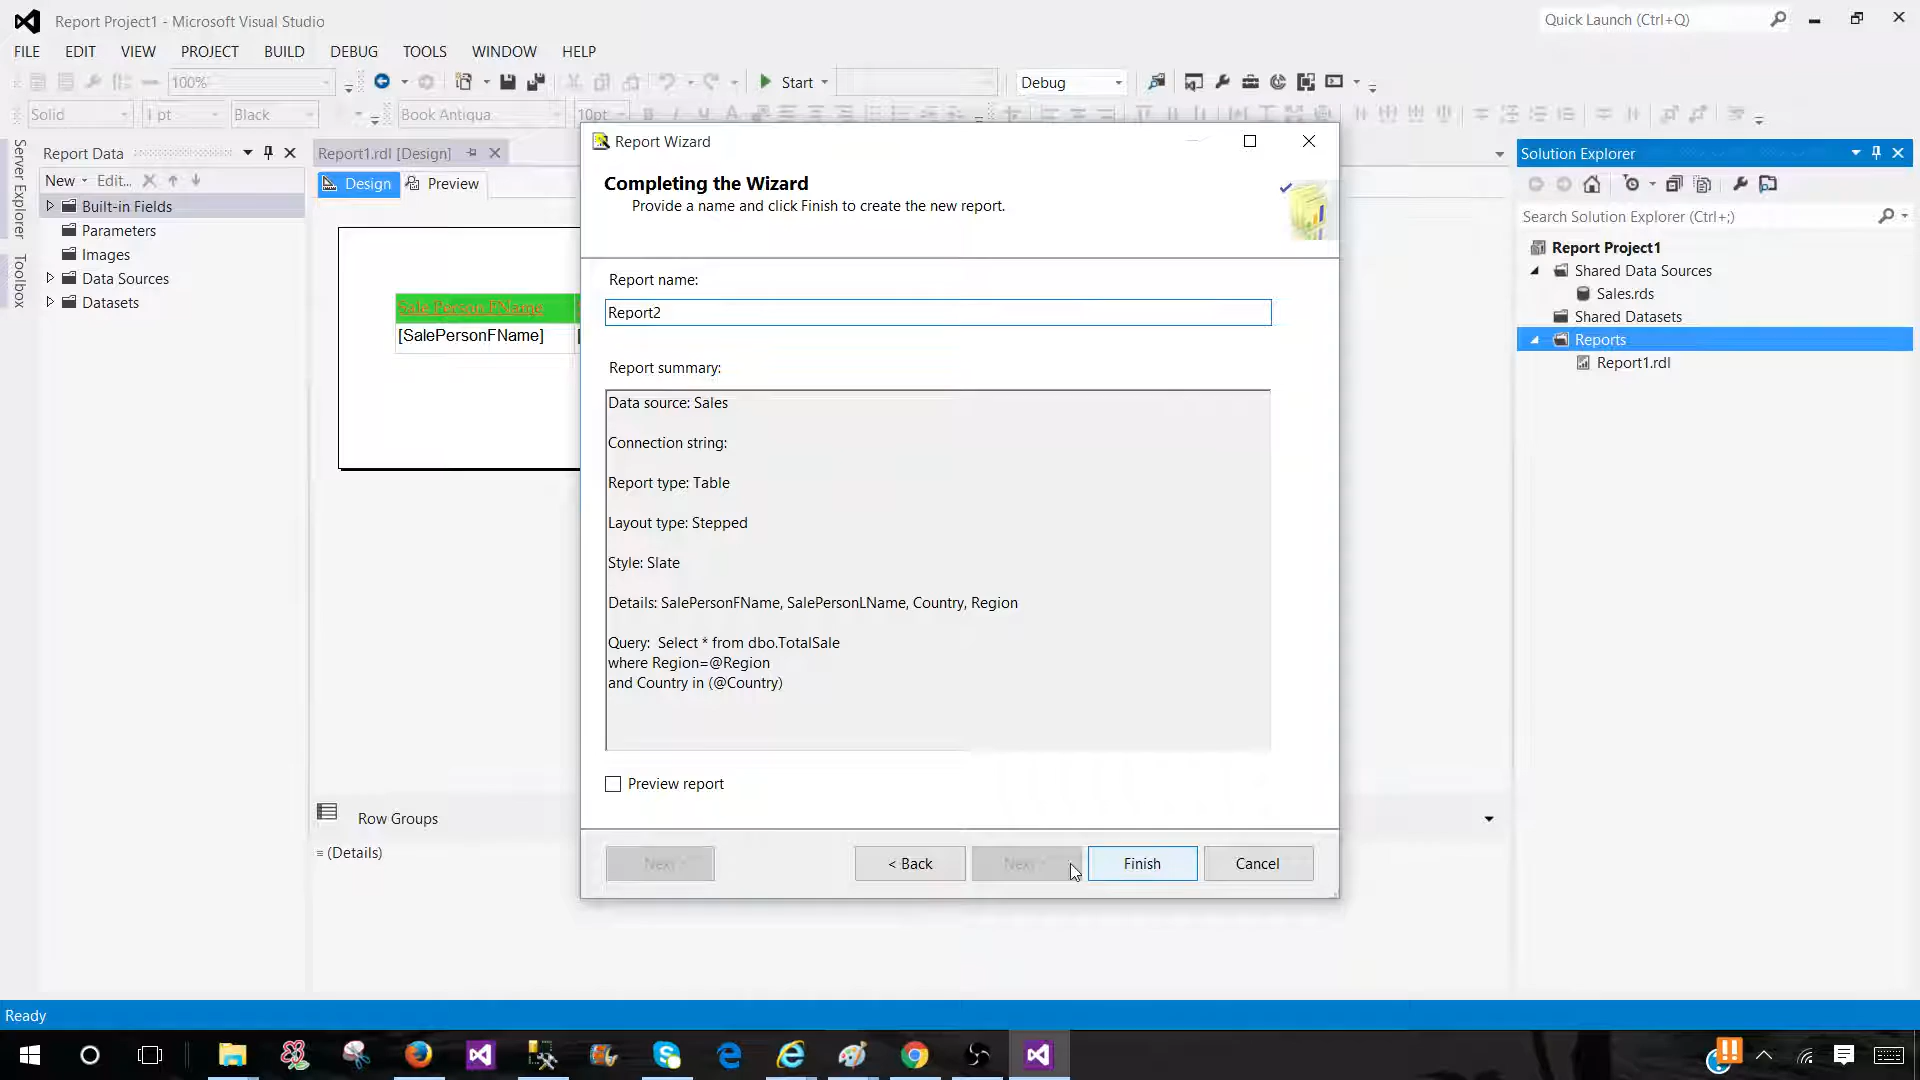 Report Project1 - Microsoft Visual Studio
Quick Launch (Ctrl+Q)
FILE EDIT VIEW PROJECT BUILD DEBUG TOOLS WINDOW HELP
100%
Start
Debug
Solid
1 pt
Black
Book Antiqua
10pt
Server Explorer
Toolbox
Report Data
New Edit...
Built-in Fields
Parameters
Images
Data Sources
Datasets
Report1.rdl [Design]
Design
Preview
Sale Person FName
[SalePersonFName]
Row Groups
(Details)
Report Wizard
Completing the Wizard
Provide a name and click Finish to create the new report.
Report name:
Report2
Report summary:
Data source: Sales
Connection string:
Report type: Table
Layout type: Stepped
Style: Slate
Details: SalePersonFName, SalePersonLName, Country, Region
Query:  Select * from dbo.TotalSale
where Region=@Region
and Country in (@Country)
Preview report
Next
< Back
Next
Finish
Cancel
Solution Explorer
Search Solution Explorer (Ctrl+;)
Report Project1
Shared Data Sources
Sales.rds
Shared Datasets
Reports
Report1.rdl
Ready